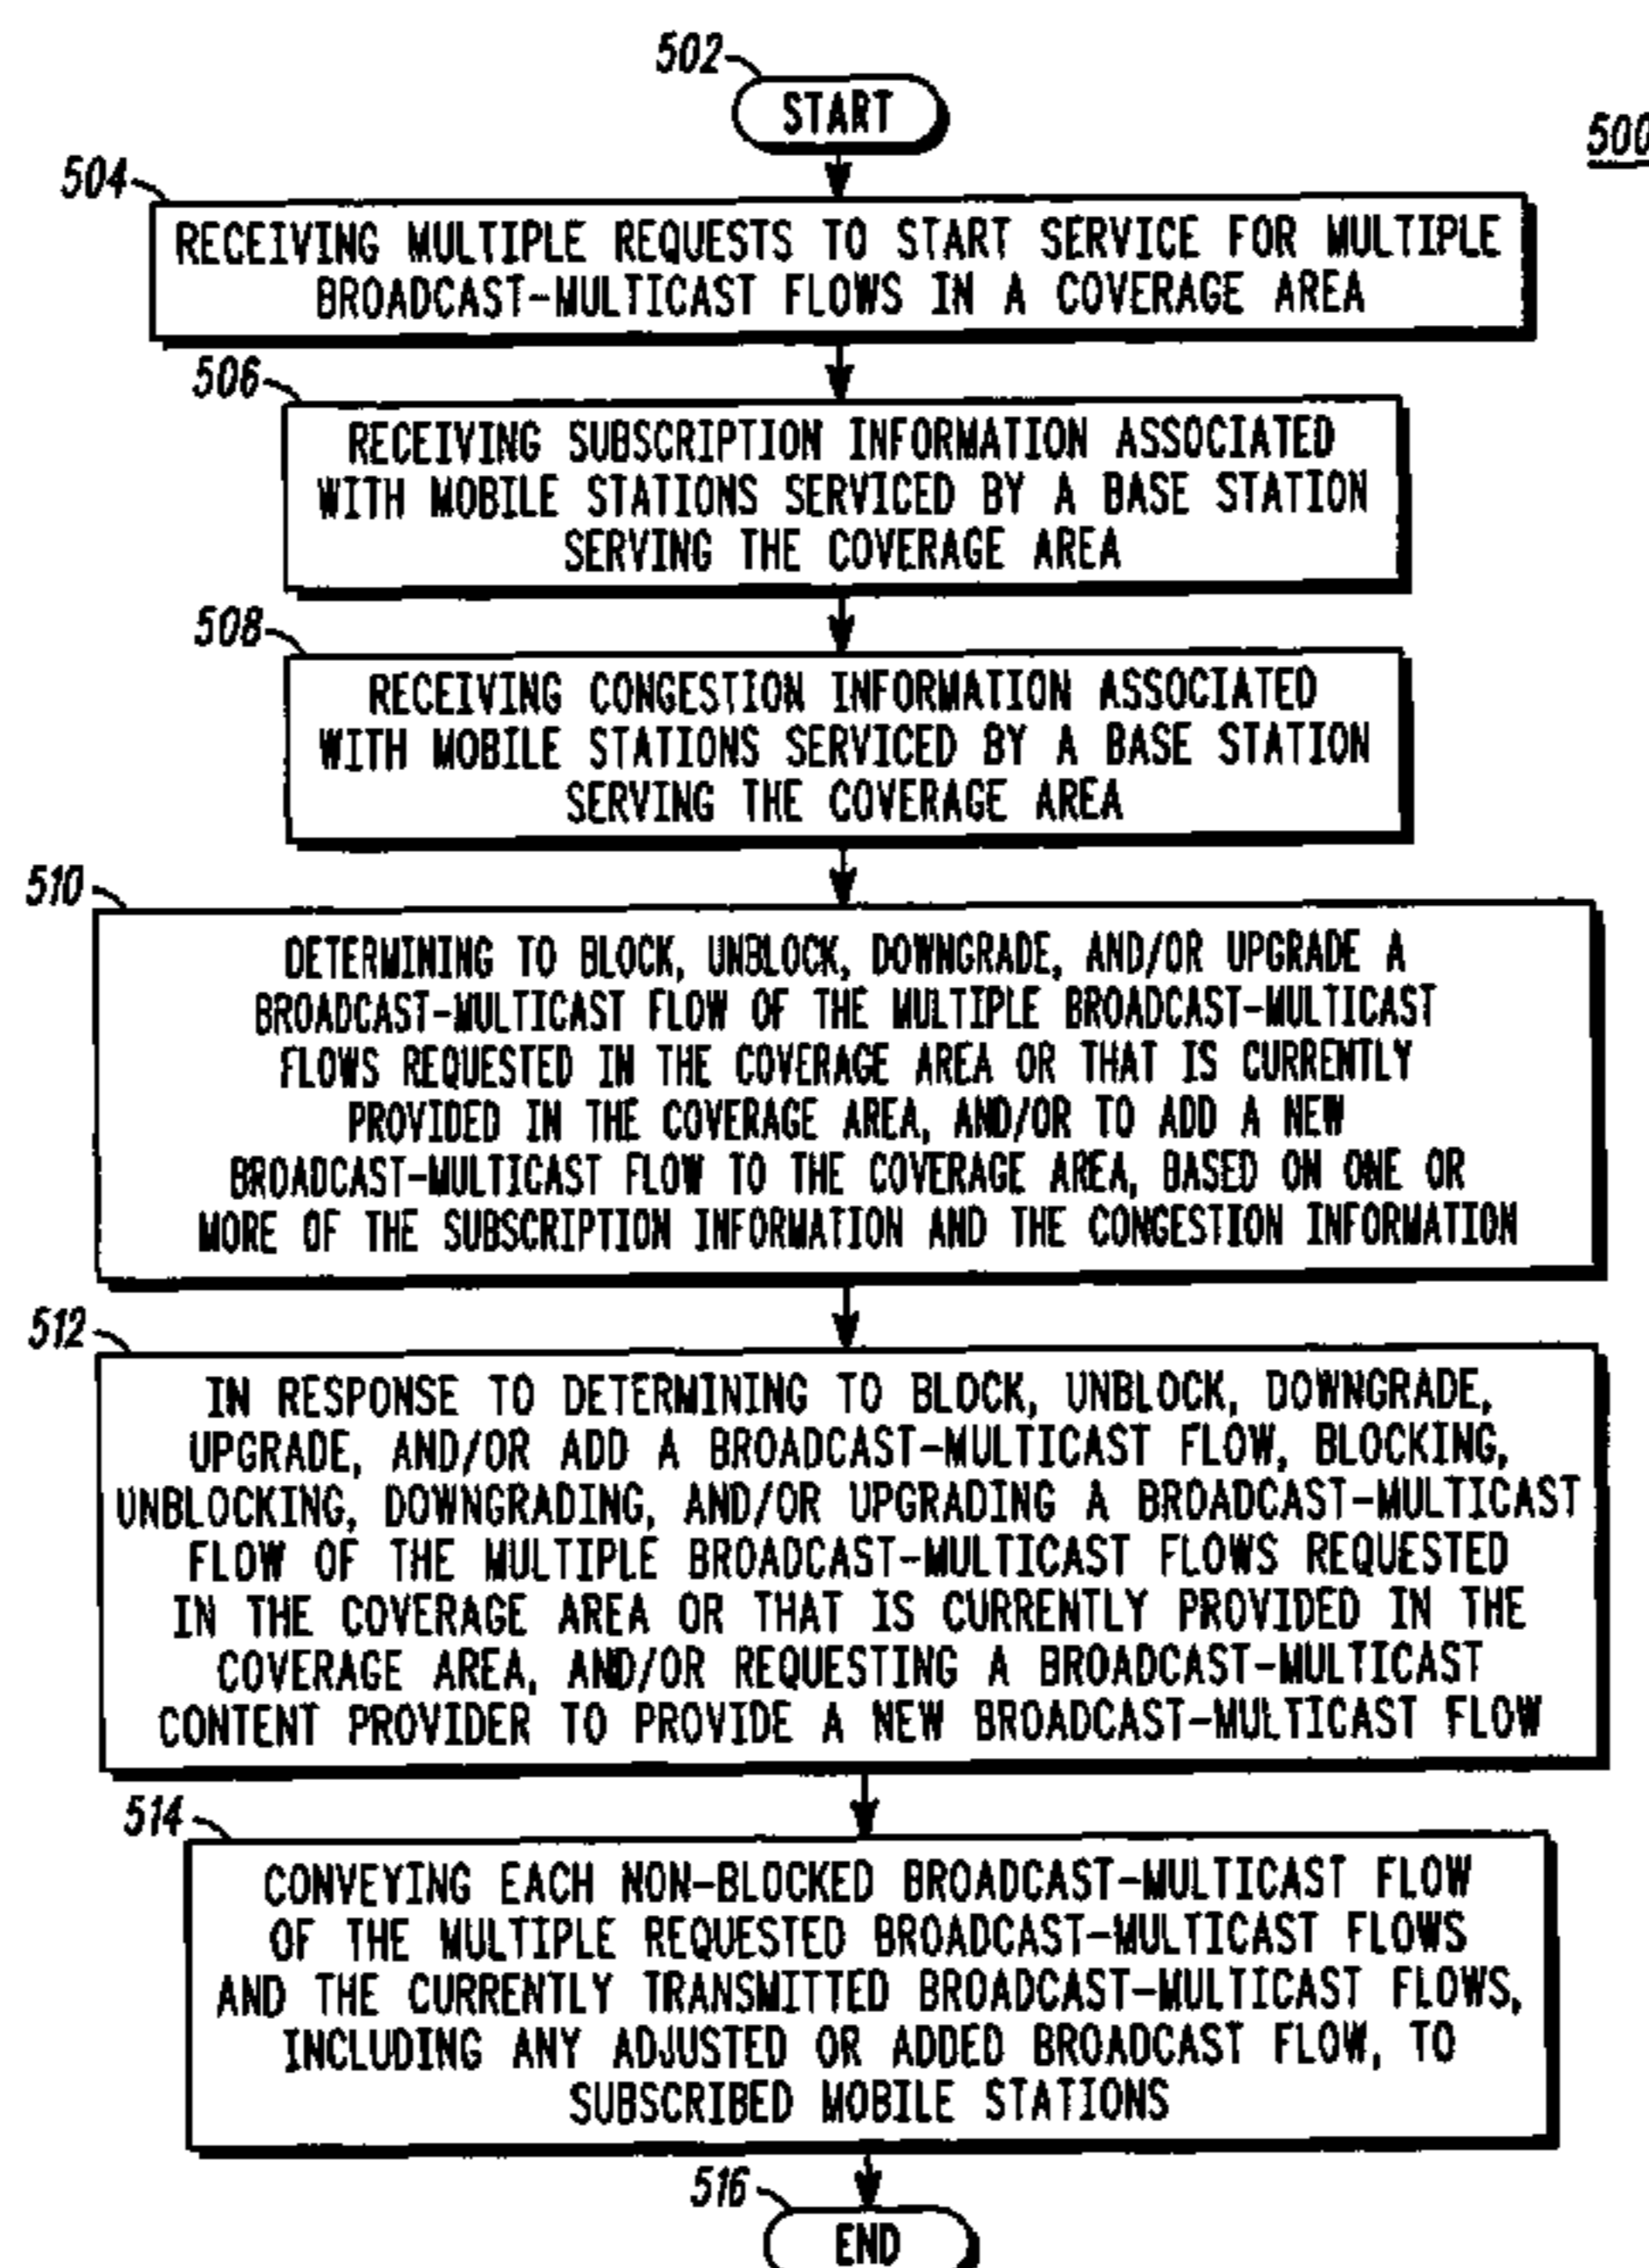 502
START
500
504
RECEIVING MULTIPLE REQUESTS TO START SERVICE FOR MULTIPLE
BROADCAST-MULTICAST FLOWS IN A COVERAGE AREA
506
RECEIVING SUBSCRIPTION INFORMATION ASSOCIATED
WITH MOBILE STATIONS SERVICED BY A BASE STATION
SERVING THE COVERAGE AREA
508
RECEIVING CONGESTION INFORMATION ASSOCIATED
WITH MOBILE STATIONS SERVICED BY A BASE STATION
SERVING THE COVERAGE AREA
510
DETERMINING TO BLOCK, UNBLOCK, DOWNGRADE, AND/OR UPGRADE A
BROADCAST-MULTICAST FLOW OF THE MULTIPLE BROADCAST-MULTICAST
FLOWS REQUESTED IN THE COVERAGE AREA OR THAT IS CURRENTLY
PROVIDED IN THE COVERAGE AREA, AND/OR TO ADD A NEW
BROADCAST-MULTICAST FLOW TO THE COVERAGE AREA, BASED ON ONE OR
MORE OF THE SUBSCRIPTION INFORMATION AND THE CONGESTION INFORMATION
512
IN RESPONSE TO DETERMINING TO BLOCK, UNBLOCK, DOWNGRADE,
UPGRADE, AND/OR ADD A BROADCAST-MULTICAST FLOW, BLOCKING,
UNBLOCKING, DOWNGRADING, AND/OR UPGRADING A BROADCAST-MULTICAST
FLOW OF THE MULTIPLE BROADCAST-MULTICAST FLOWS REQUESTED
IN THE COVERAGE AREA OR THAT IS CURRENTLY PROVIDED IN THE
COVERAGE AREA, AND/OR REQUESTING A BROADCAST-MULTICAST
CONTENT PROVIDER TO PROVIDE A NEW BROADCAST-MULTICAST FLOW
514
CONVEYING EACH NON-BLOCKED BROADCAST-MULTICAST FLOW
OF THE MULTIPLE REQUESTED BROADCAST-MULTICAST FLOWS
AND THE CURRENTLY TRANSMITTED BROADCAST-MULTICAST FLOWS,
INCLUDING ANY ADJUSTED OR ADDED BROADCAST FLOW, TO
SUBSCRIBED MOBILE STATIONS
516
END